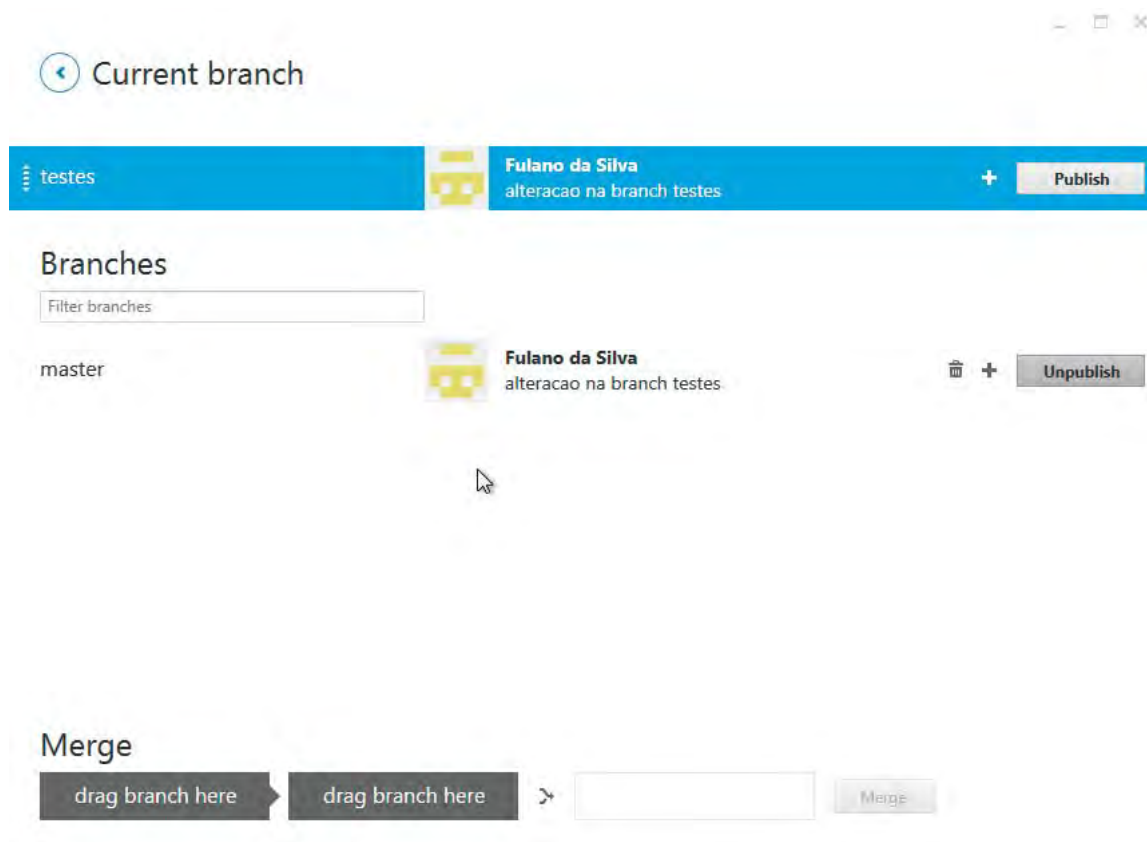 Current branch
testes
Fulano da Silva
alteracao na branch testes
Publish
Branches
Filter branches
master
Fulano da Silva
alteracao na branch testes
Unpublish
Merge
drag branch here
drag branch here
Merge